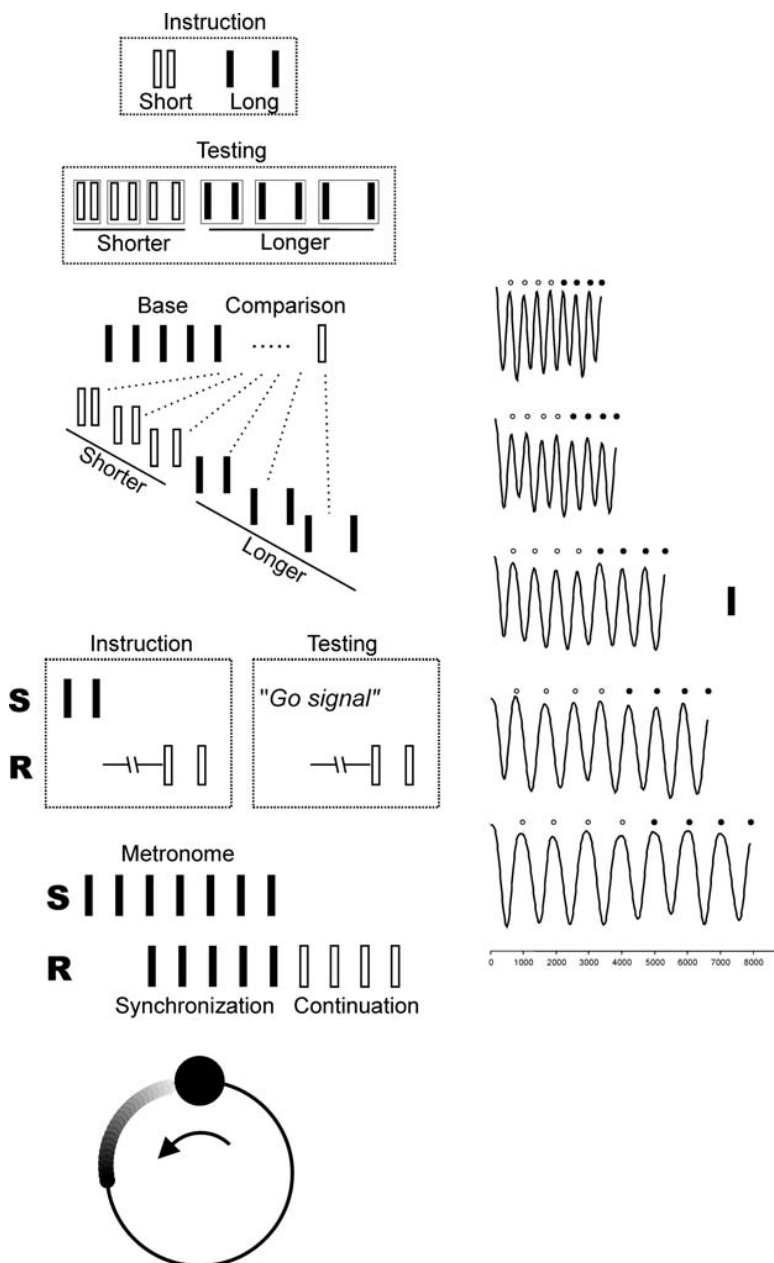 Instruction
Short Long
Testing
Shorter Longer
Base Comparison
Shorter
Longer
Instruction Testing
S "Go signal"
R
Metronome
S
R
Synchronization Continuation
0 1000 2000 3000 4000 5000 6000 7000 8000